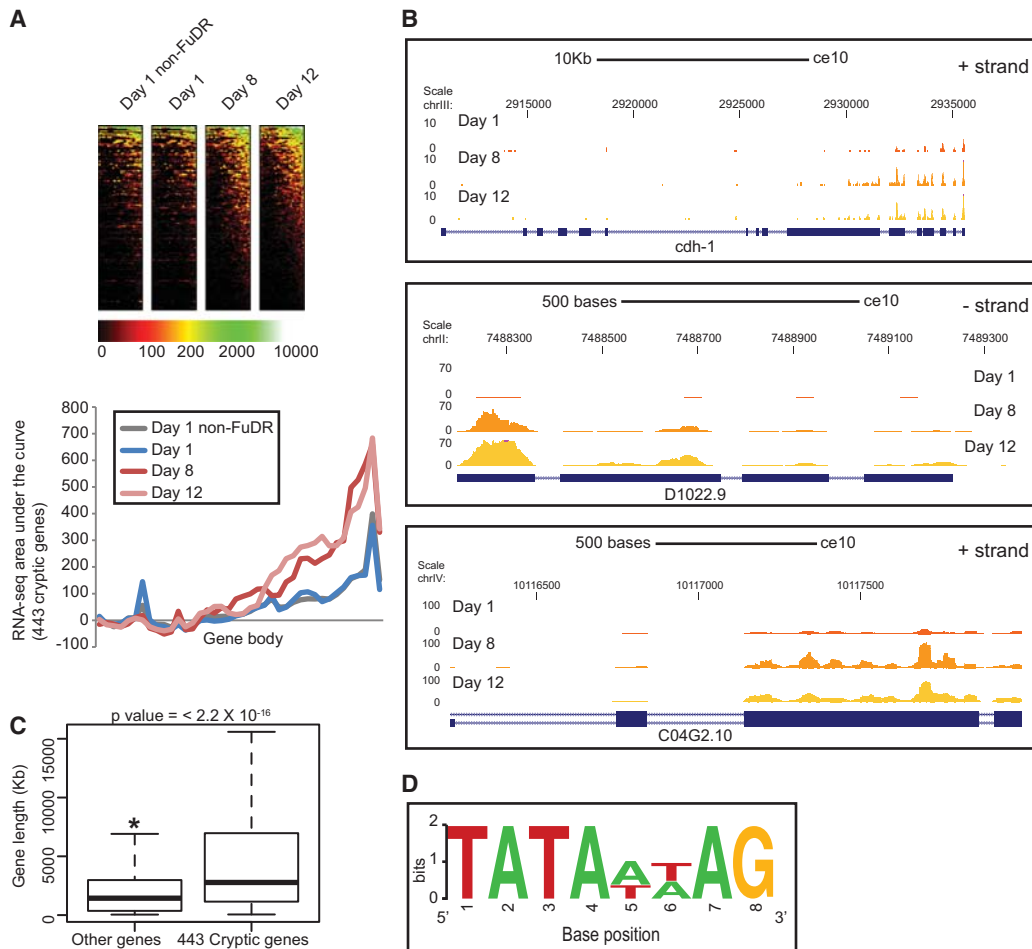 A
Day 1 non-FuDR
Day 1
Day 8
Day 12
0 100 200 2000 10000
RNA-seq area under the curve
(443 cryptic genes)
800
700
600
500
400
300
200
100
0
-100
Day 1 non-FuDR
Day 1
Day 8
Day 12
Gene body
B
10Kb ce10
+ strand
Scale
chrIII:
2915000 2920000 2925000 2930000 2935000
10 Day 1
0
10 Day 8
0
10 Day 12
0
cdh-1
500 bases ce10
- strand
Scale
chrII:
7488300 7488500 7488700 7488900 7489100 7489300
70
0 Day 1
70 Day 8
0
70 Day 12
0
D1022.9
500 bases ce10
+ strand
Scale
chrIV:
10116500 10117000 10117500
100 Day 1
0
100 Day 8
0
100 Day 12
0
C04G2.10
C
p value = < 2.2 X 10-16
Gene length (Kb)
15000
10000
5000
0
*
Other genes 443 Cryptic genes
D
2
1
0
bits
TATAATAG
TA
5' 1 2 3 4 5 6 7 8 3'
Base position